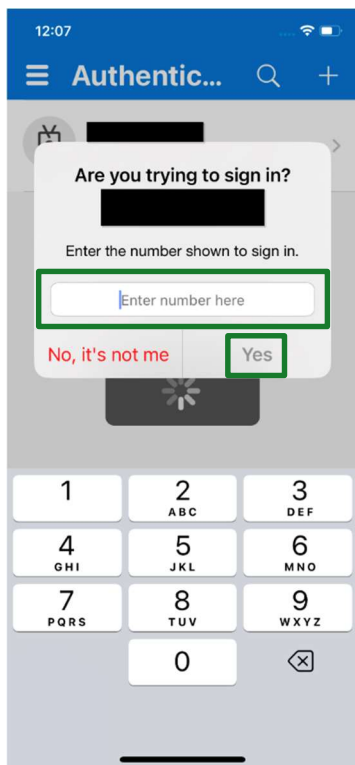 12:07
Authentic...
Are you trying to sign in?
Enter the number shown to sign in.
Enter number here
No, it's not me
Yes
1
2
ABC
3
DEF
4
GHI
5
JKL
6
MNO
7
PQRS
8
TUV
9
WXYZ
0